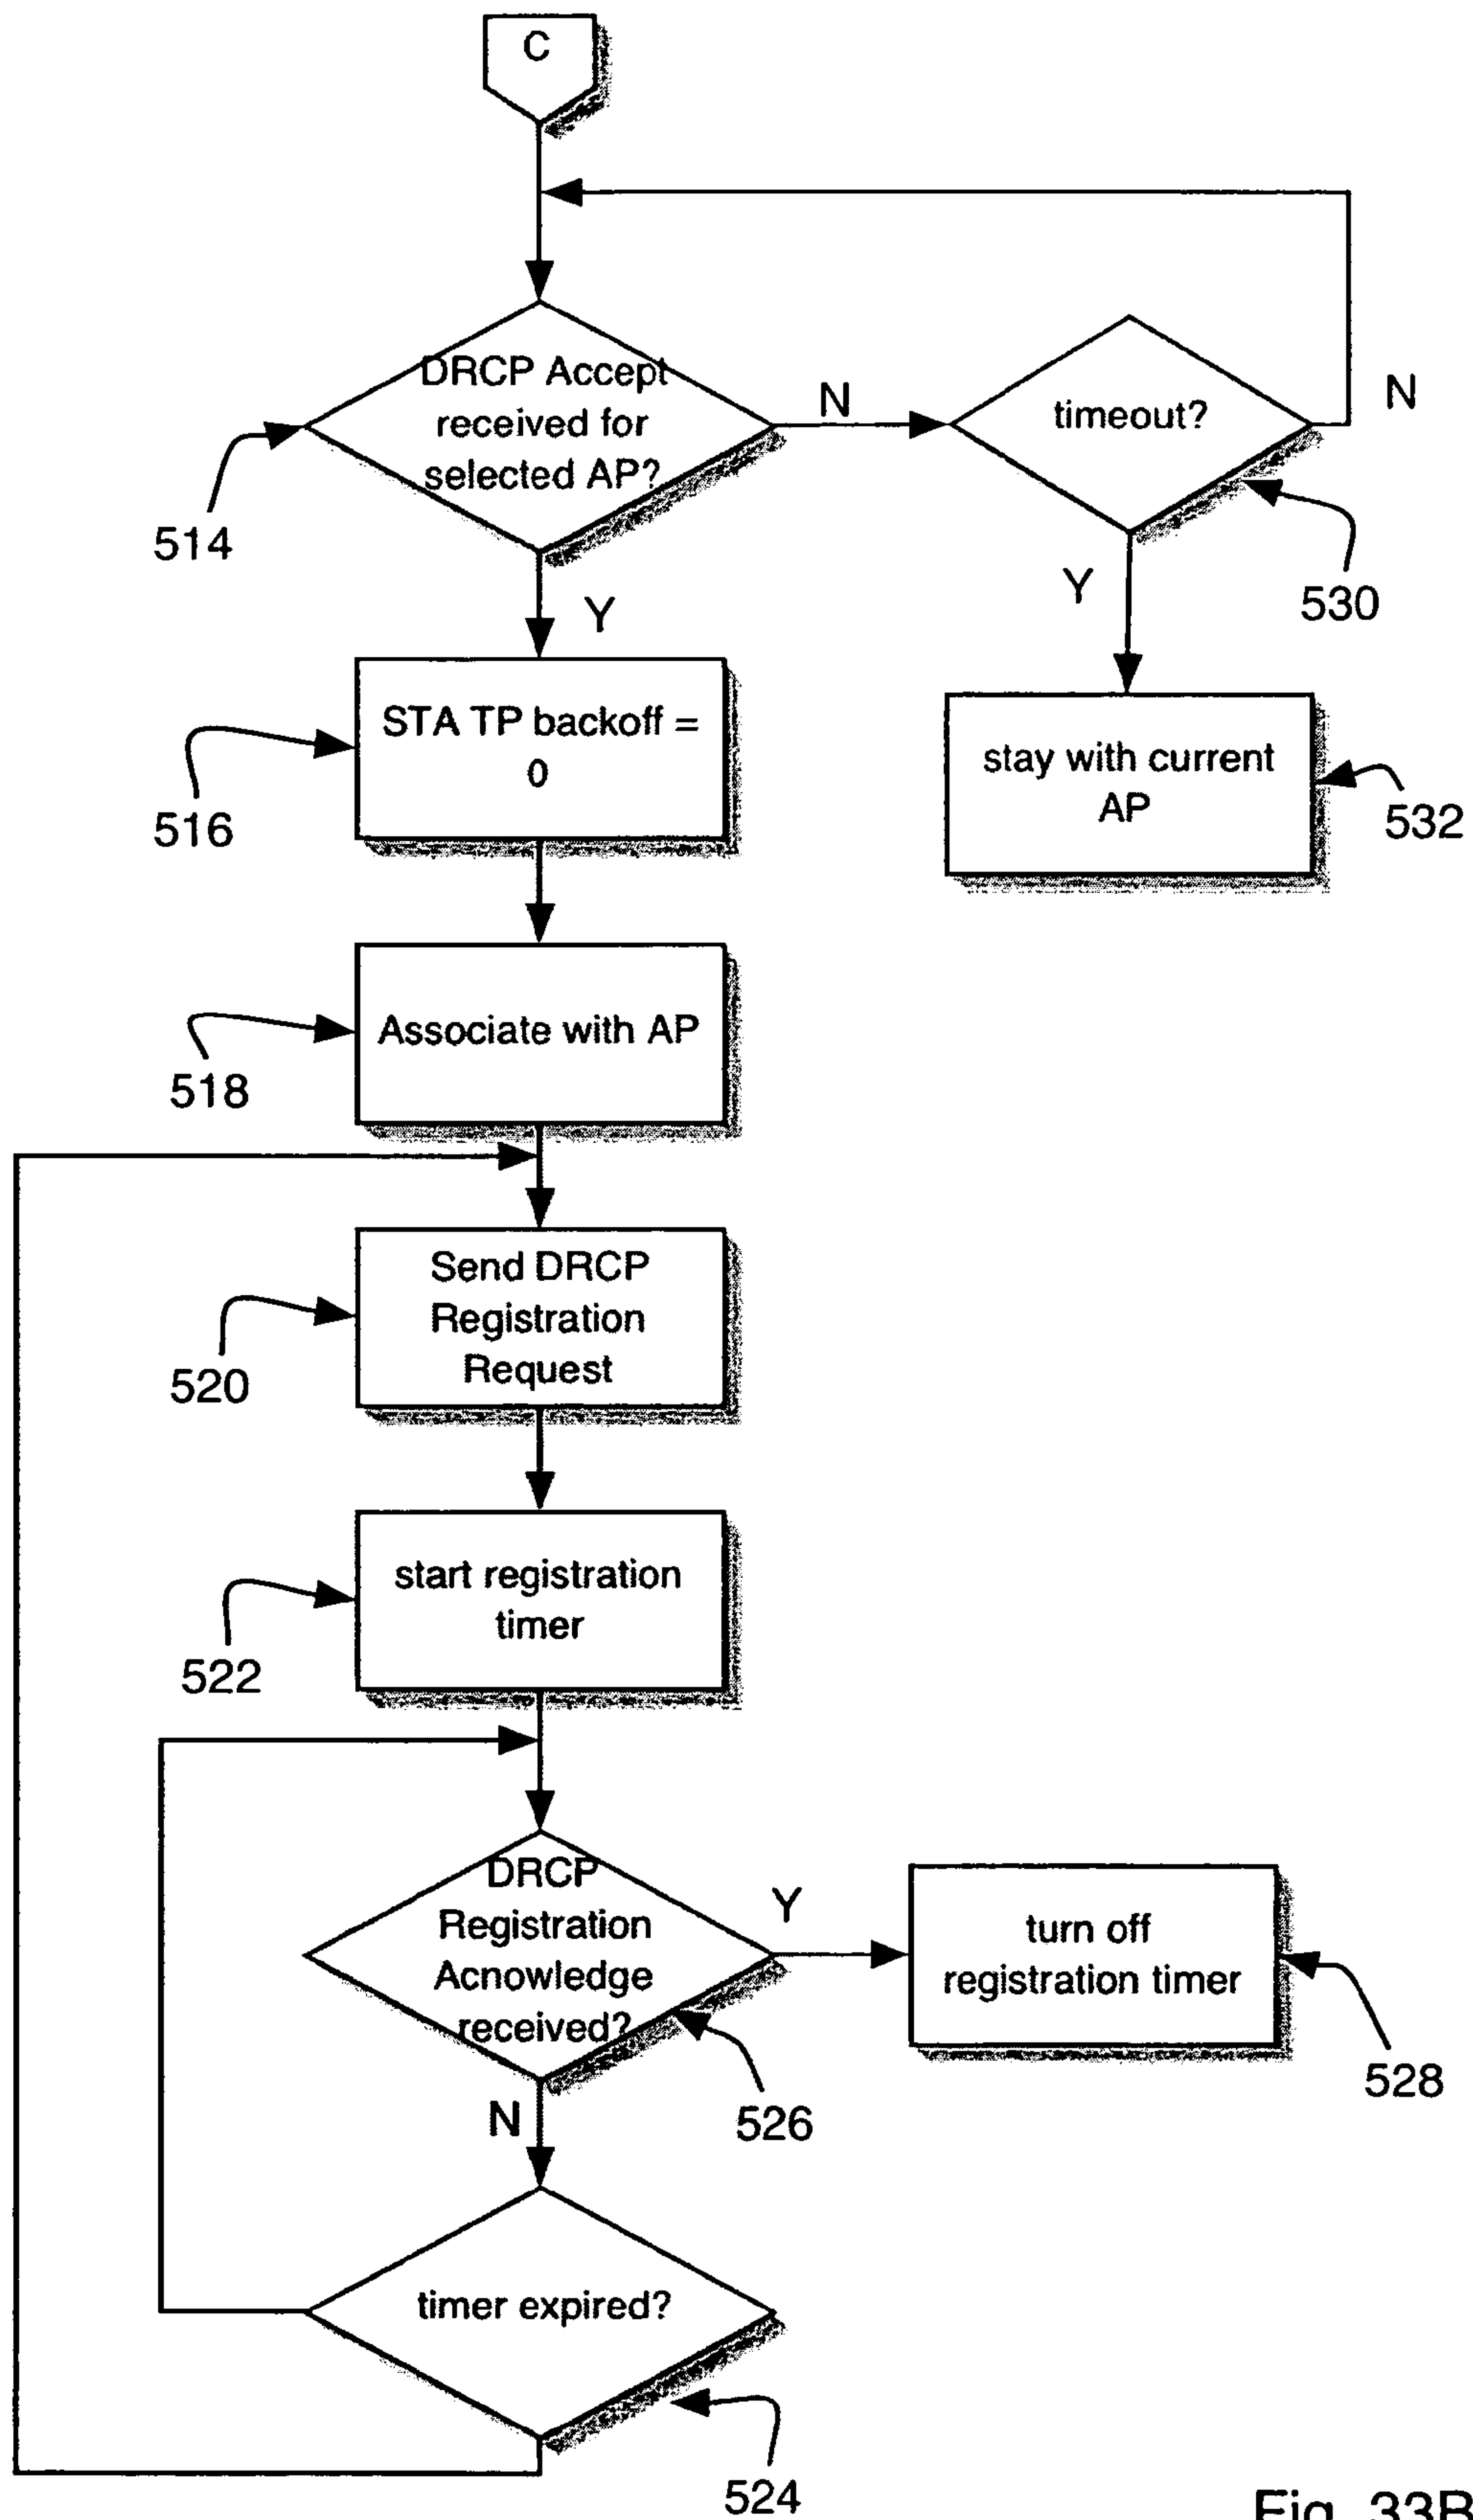 C
DRCP Accept
received for
selected AP?
N
timeout?
N
514
530
Y
Y
STA TP backoff =
0
516
stay with current
AP
532
Associate with AP
518
Send DRCP
Registration
Request
520
start registration
timer
522
DRCP
Registration
Acnowledge
received?
Y
turn off
registration timer
528
526
N
timer expired?
524
Fig. 33B